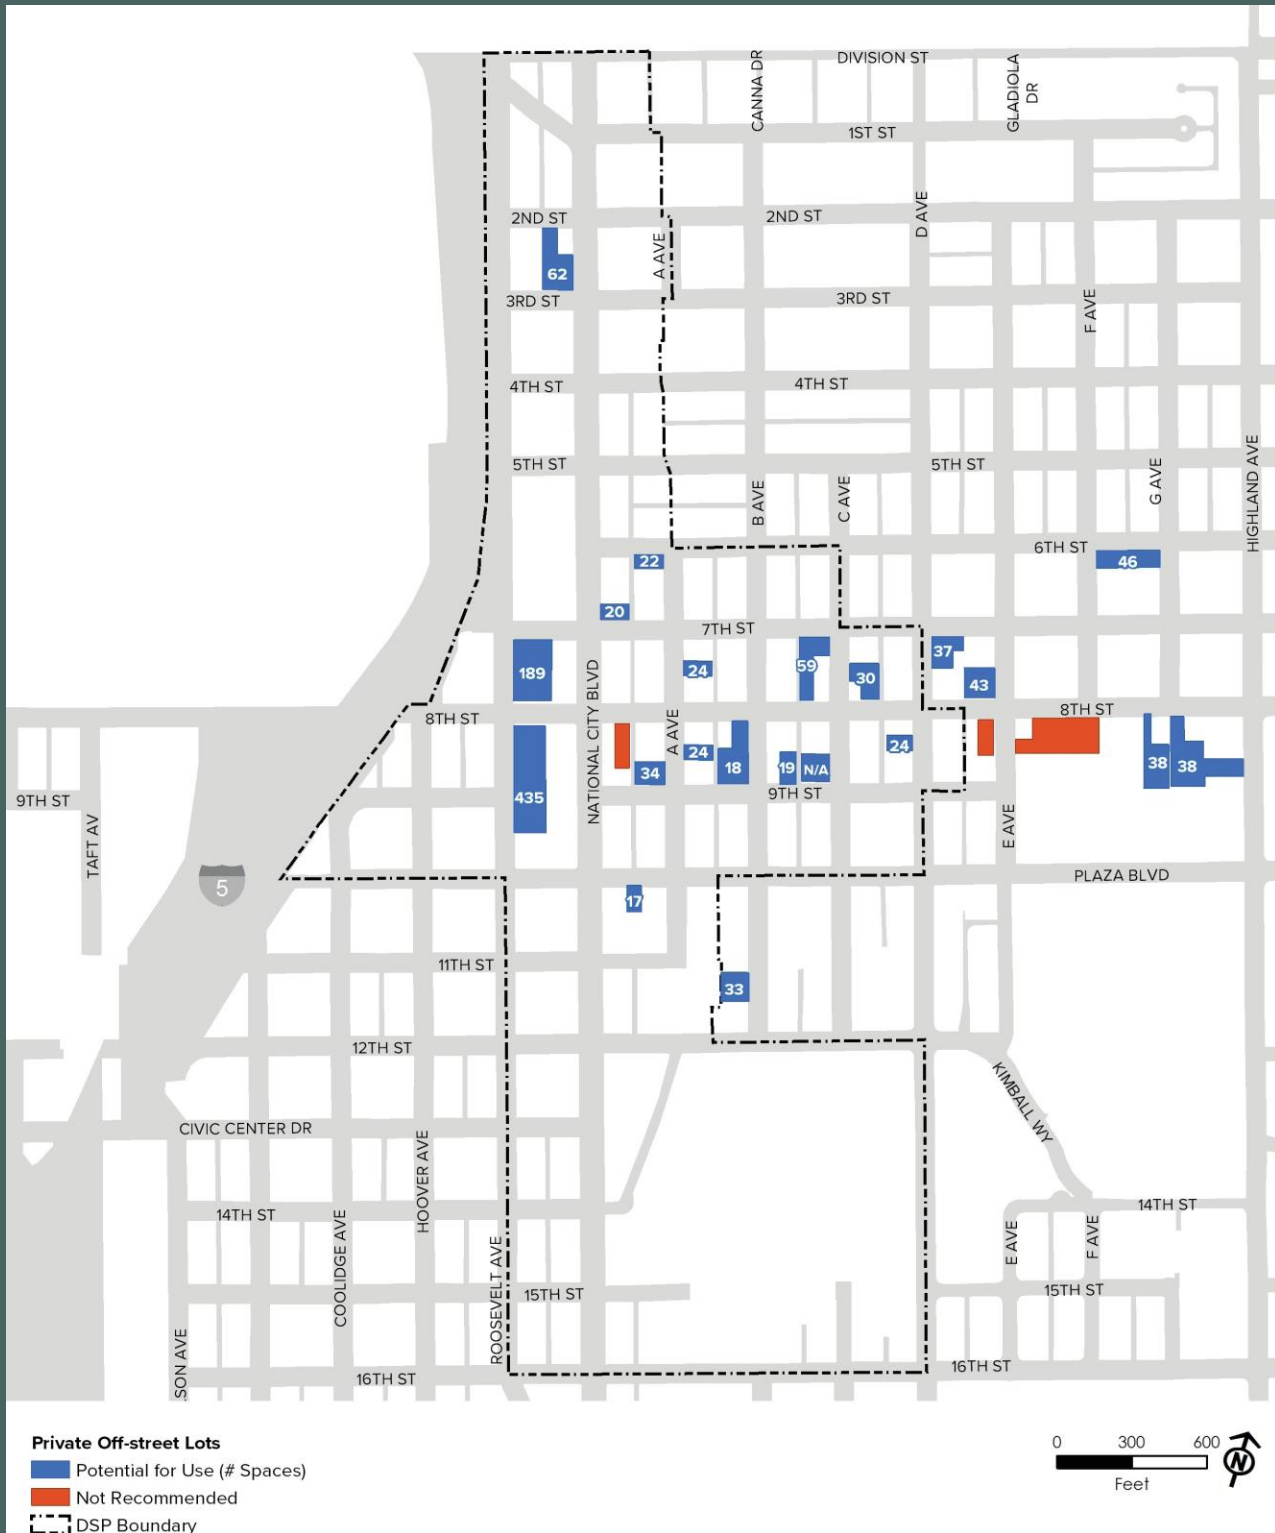 DIVISION ST
CANNA DR
GLADIOLA
DR
1ST ST
2ND ST
2ND ST
D AVE
A AVE
62
3RD ST
3RD ST
F AVE
4TH ST
4TH ST
5TH ST
5TH ST
B AVE
C AVE
G AVE
HIGHLAND AVE
6TH ST
22
46
20
7TH ST
189
24
59
30
37
43
NATIONAL CITY BLVD
8TH ST
A AVE
8TH ST
435
34
24
18
19
N/A
24
38
38
9TH ST
9TH ST
TAFT AV
E AVE
5
PLAZA BLVD
17
11TH ST
33
12TH ST
KIMBALL WY
CIVIC CENTER DR
HOOVER AVE
14TH ST
14TH ST
COOLIDGE AVE
ROOSEVELT AVE
E AVE
F AVE
15TH ST
15TH ST
SON AVE
16TH ST
16TH ST
Private Off-street Lots
Potential for Use (# Spaces)
Not Recommended
DSP Boundary
0 300 600
Feet
N